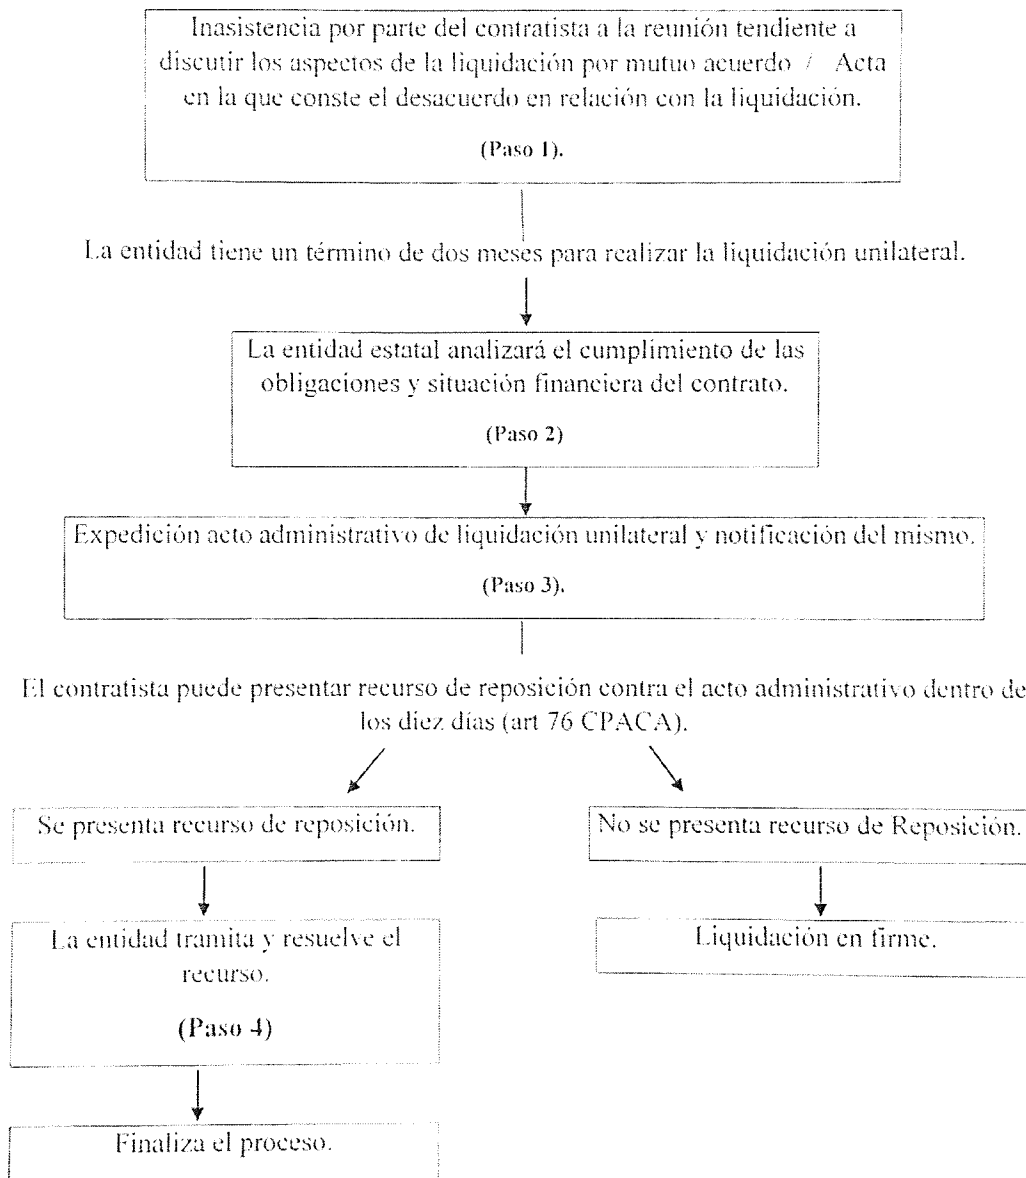 Inasistencia por parte del contratista a la reunión tendiente a
discutir los aspectos de la liquidación por mutuo acuerdo / Acta
en la que conste el desacuerdo en relación con la liquidación.
(Paso 1).
La entidad tiene un término de dos meses para realizar la liquidación unilateral.
La entidad estatal analizará el cumplimiento de las
obligaciones y situación financiera del contrato.
(Paso 2)
Expedición acto administrativo de liquidación unilateral y notificación del mismo.
(Paso 3).
El contratista puede presentar recurso de reposición contra el acto administrativo dentro de
los diez días (art 76 CPACA).
Se presenta recurso de reposición.
No se presenta recurso de Reposición.
La entidad tramita y resuelve el
recurso.
(Paso 4)
Liquidación en firme.
Finaliza el proceso.